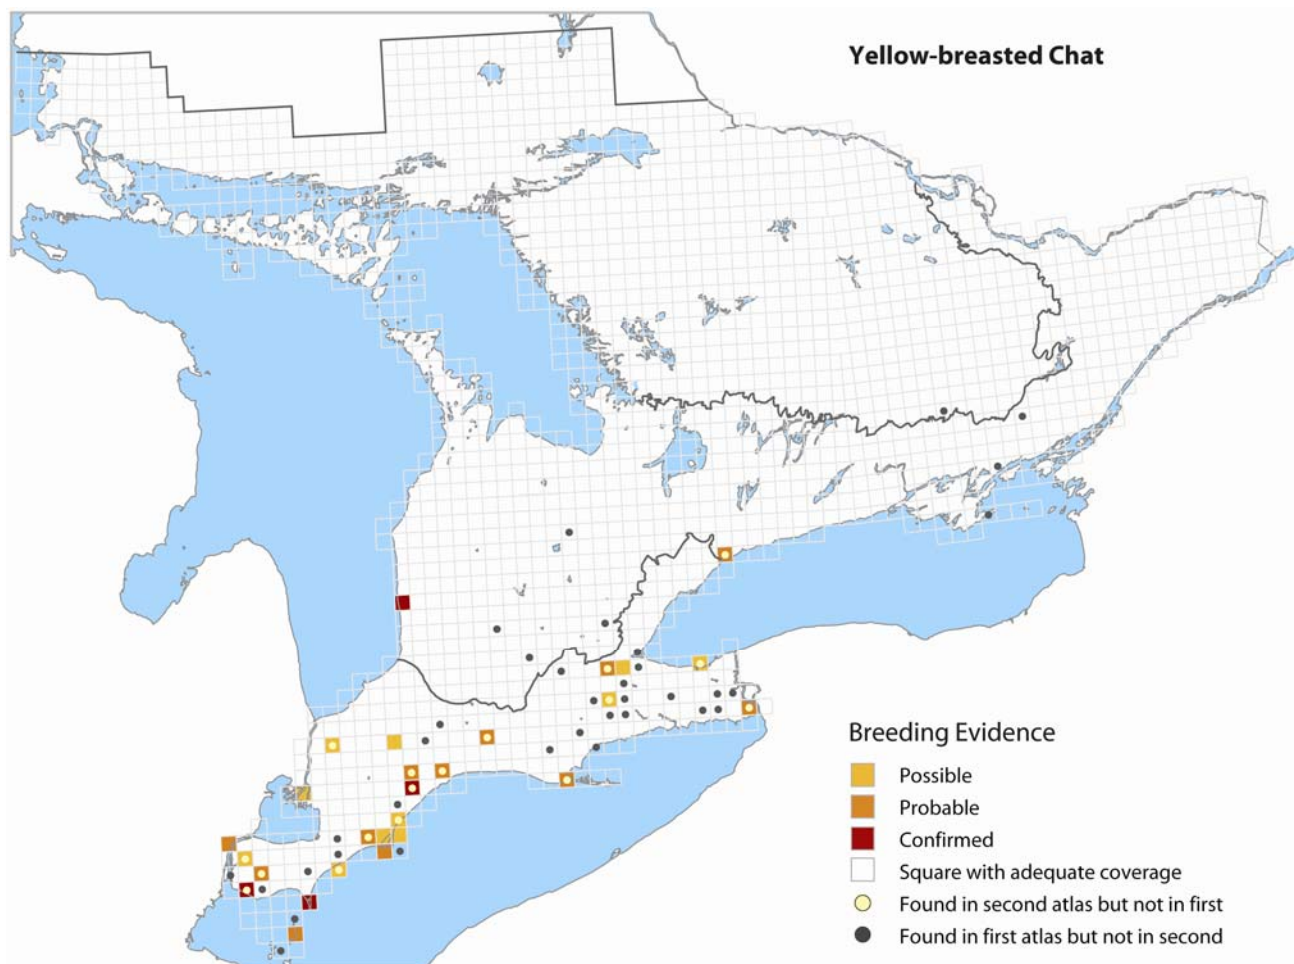 Yellow-breasted Chat
Breeding Evidence
Possible
Probable
Confirmed
Square with adequate coverage
Found in second atlas but not in first
Found in first atlas but not in second